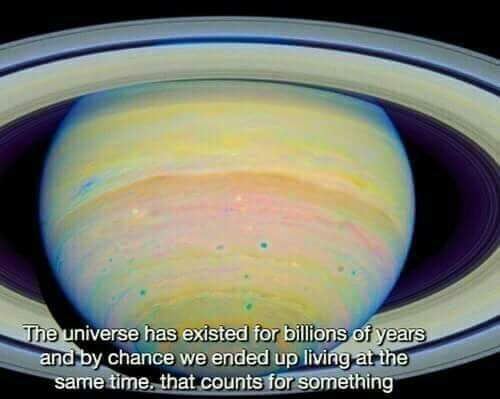 The universe has existed for billions of years
and by chance we ended up living at the
same time. that counts for something